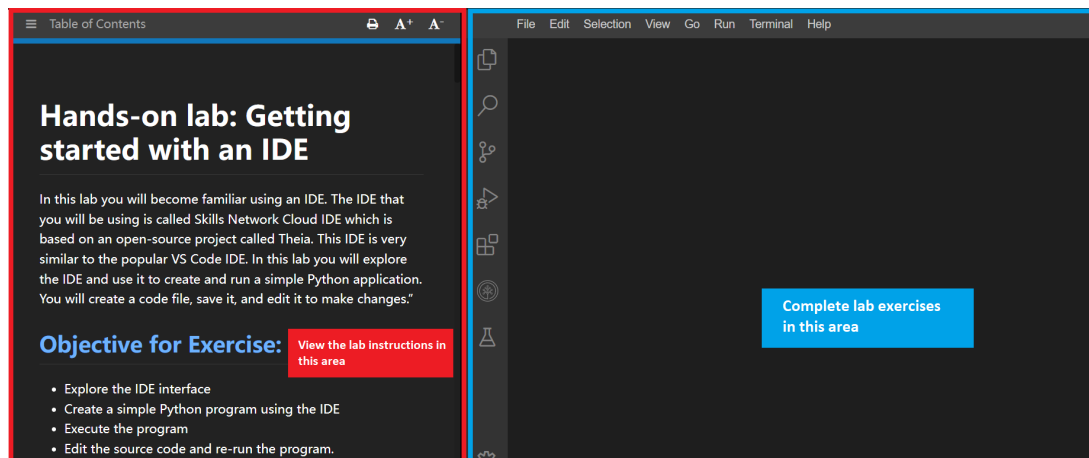 Table of Contents
A+ A-
Hands-on lab: Getting
started with an IDE
In this lab you will become familiar using an IDE. The IDE that
you will be using is called Skills Network Cloud IDE which is
based on an open-source project called Theia. This IDE is very
similar to the popular VS Code IDE. In this lab you will explore
the IDE and use it to create and run a simple Python application.
You will create a code file, save it, and edit it to make changes.”
Objective for Exercise:
View the lab instructions in
this area
• Explore the IDE interface
• Create a simple Python program using the IDE
• Execute the program
• Edit the source code and re-run the program.
File Edit Selection View Go Run Terminal Help
Complete lab exercises
in this area